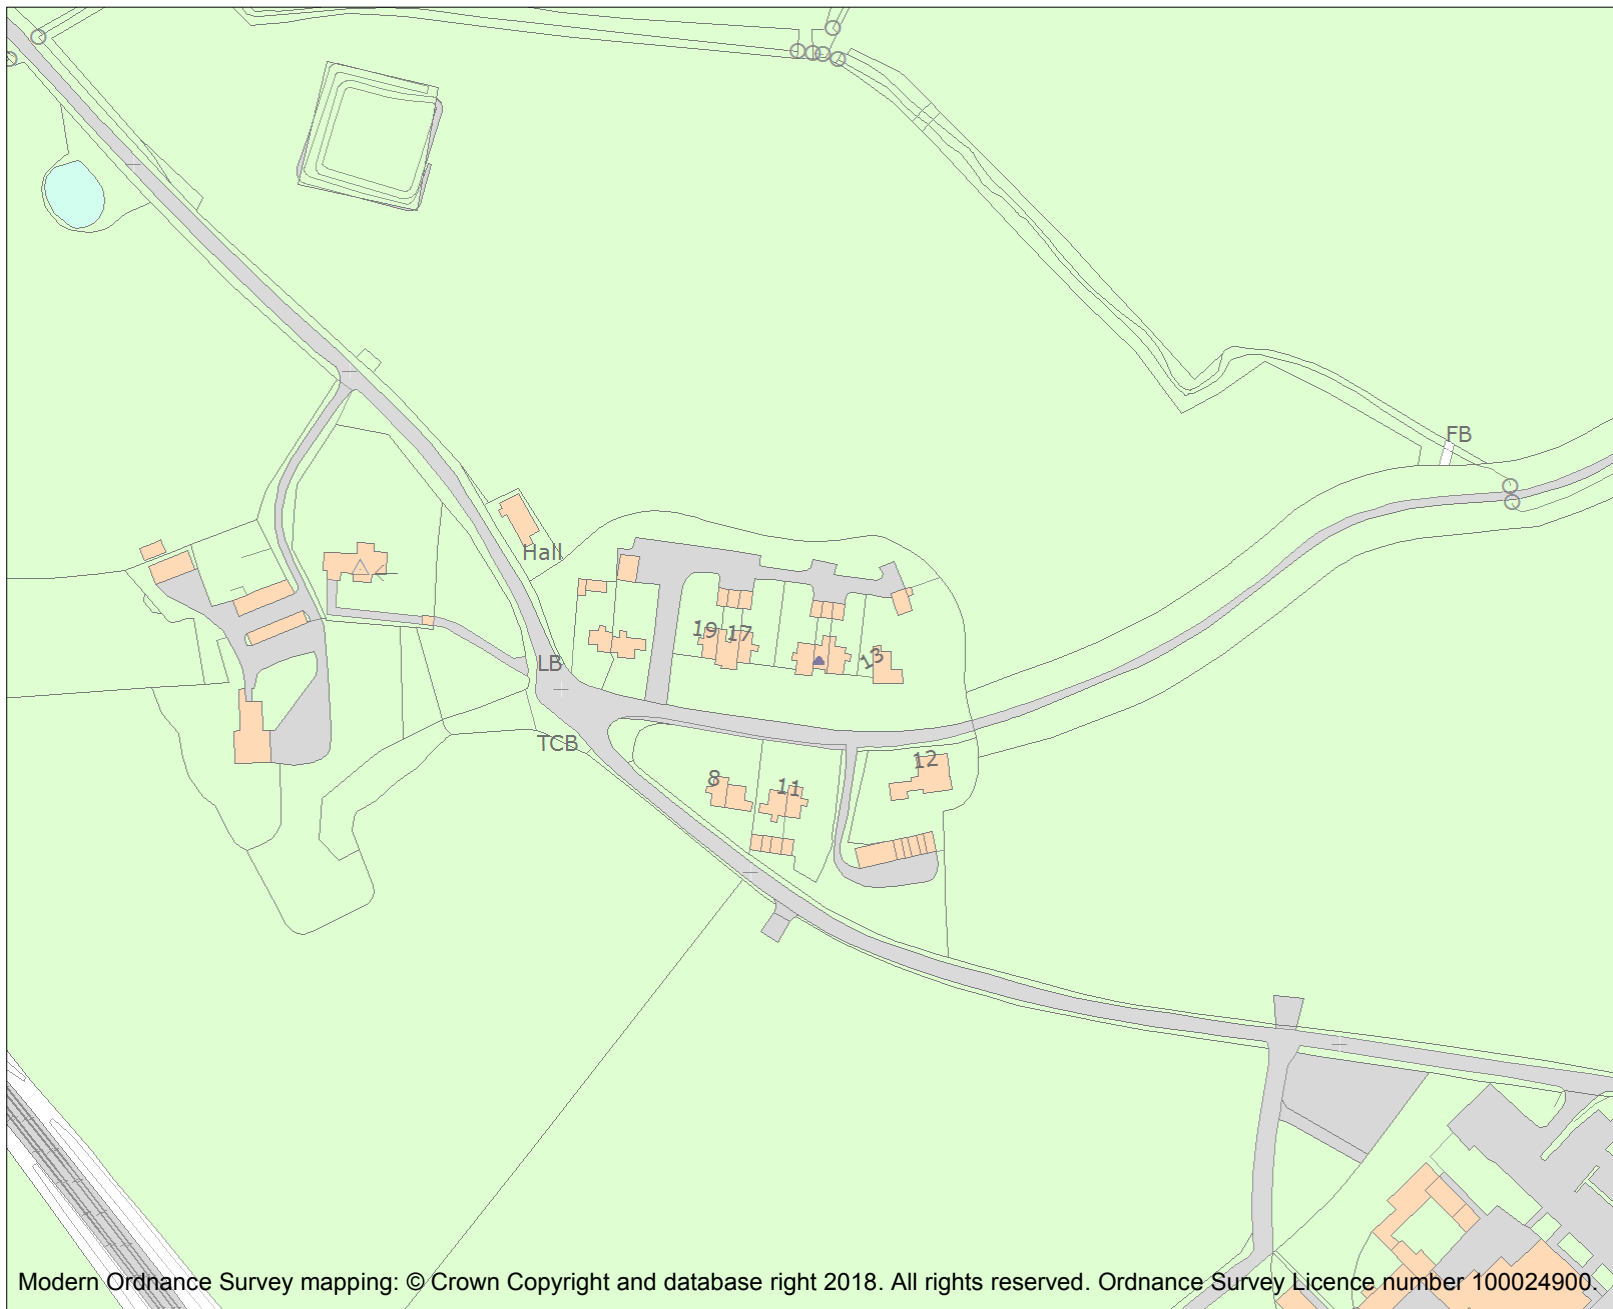 FB
Hall
19 17
13
LB
TCB
12
8
11
Modern Ordnance Survey mapping: © Crown Copyright and database right 2018. All rights reserved. Ordnance Survey Licence number 100024900.